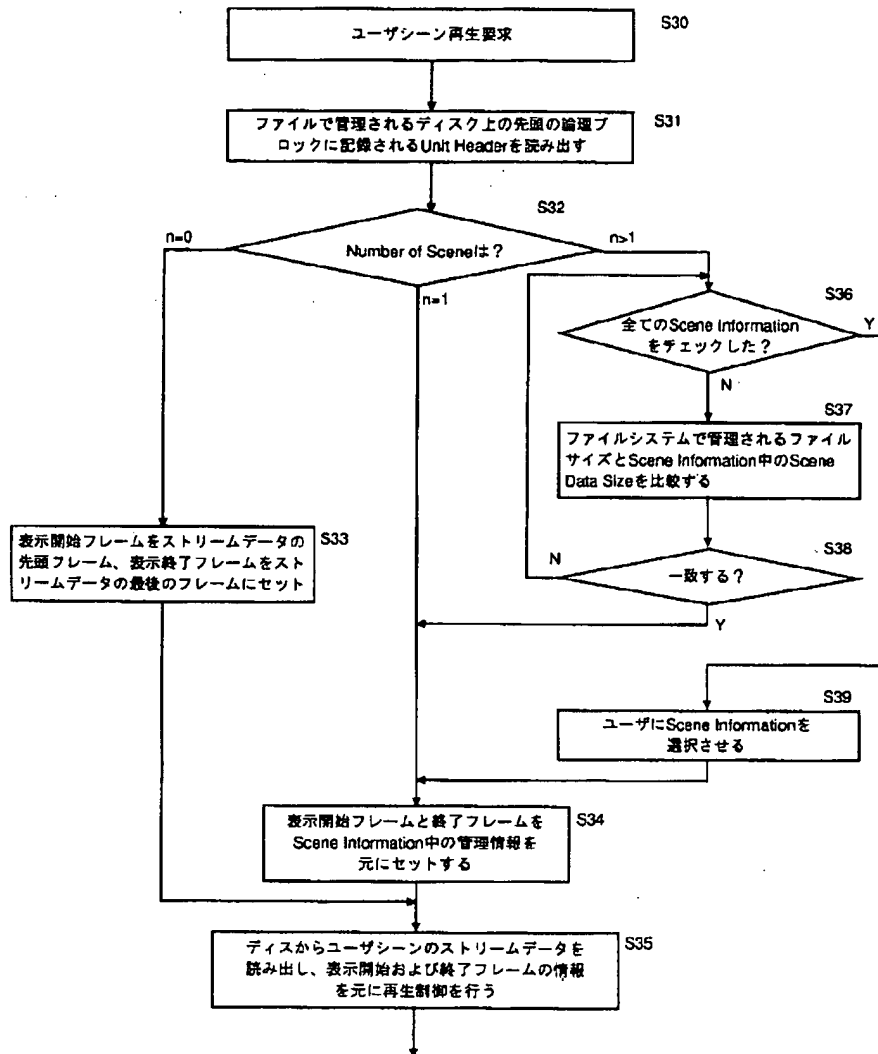 ユーザシーン再生要求
S30
ファイルで管理されるディスク上の先頭の論理ブ
ロックに記録されるUnit Headerを読み出す
S31
S32
n=0
Number of Sceneは?
n>1
n=1
S36
全てのScene Information
をチェックした?
Y
N
S37
ファイルシステムで管理されるファイル
サイズとScene Information中のScene
Data Sizeを比較する
S33
表示開始フレームをストリームデータの
先頭フレーム、表示終了フレームをスト
リームデータの最後のフレームにセット
S38
N
一致する?
Y
S39
ユーザにScene Informationを
選択させる
表示開始フレームと終了フレームを
Scene Information中の管理情報を
元にセットする
S34
ディスからユーザシーンのストリームデータを
読み出し、表示開始および終了フレームの情報
を元に再生制御を行う
S35